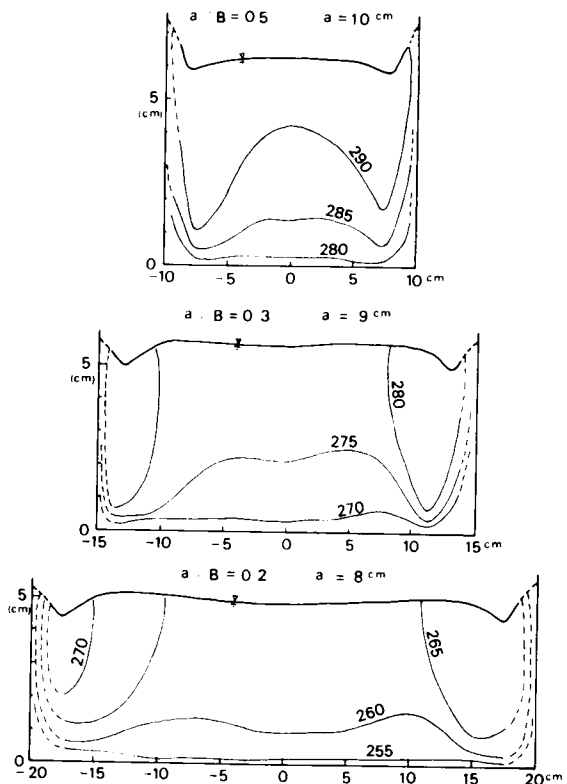 a B = 0.5 a = 10 cm
5
(cm)
290
285
280
0
-10 -5 0 5 10 cm
a B = 0.3 a = 9 cm
5
(cm)
280
275
270
0
-15 -10 -5 0 5 10 15 cm
a B = 0.2 a = 8 cm
5
(cm)
270
265
260
255
0
-20 -15 -10 -5 0 5 10 15 20 cm